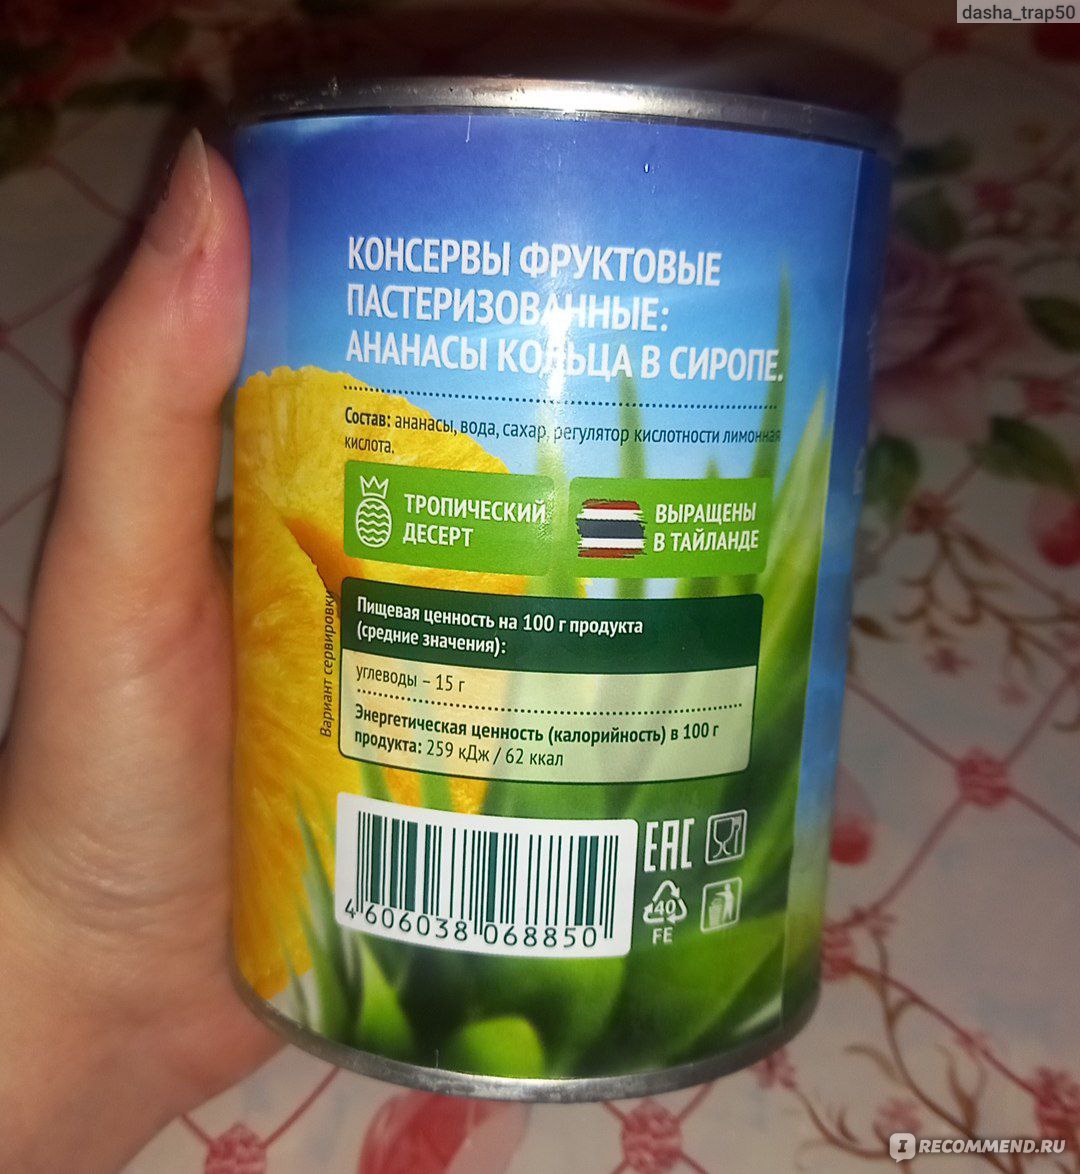 dasha_trap50
КОНСЕРВЫ ФРУКТОВЫЕ
ПАСТЕРИЗОВАННЫЕ:
АНАНАСЫ КОЛЬЦА В СИРОПЕ.
Состав: ананасы, вода, сахар, регулятор кислотности лимонная
кислота.
ТРОПИЧЕСКИЙ
ДЕСЕРТ
ВЫРАЩЕНЫ
В ТАЙЛАНДЕ
Вариант сервировки
Пищевая ценность на 100 г продукта
(средние значения):
углеводы – 15 г
Энергетическая ценность (калорийность) в 100 г
продукта: 259 кДж / 62 ккал
4 606038 068850
EAC
40
FE
IRECOMMEND.RU